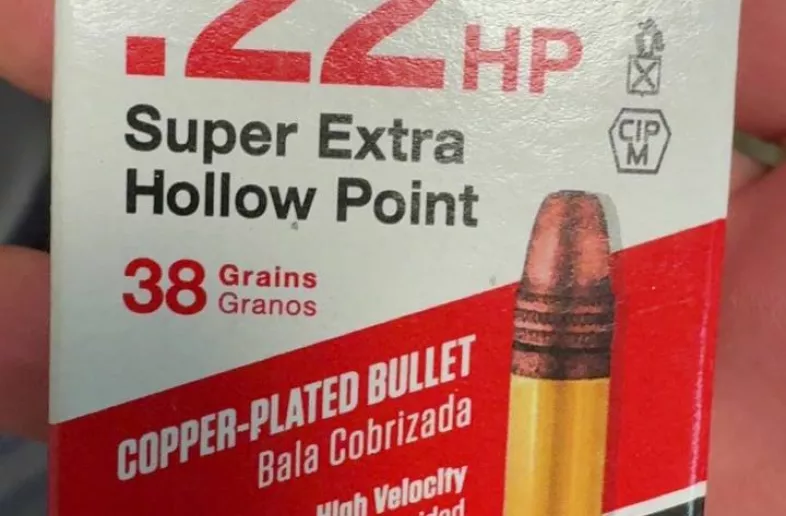 .22 HP
CIP
M
Super Extra
Hollow Point
38 Grains
Granos
COPPER-PLATED BULLET
Bala Cobrizada
High Velocity